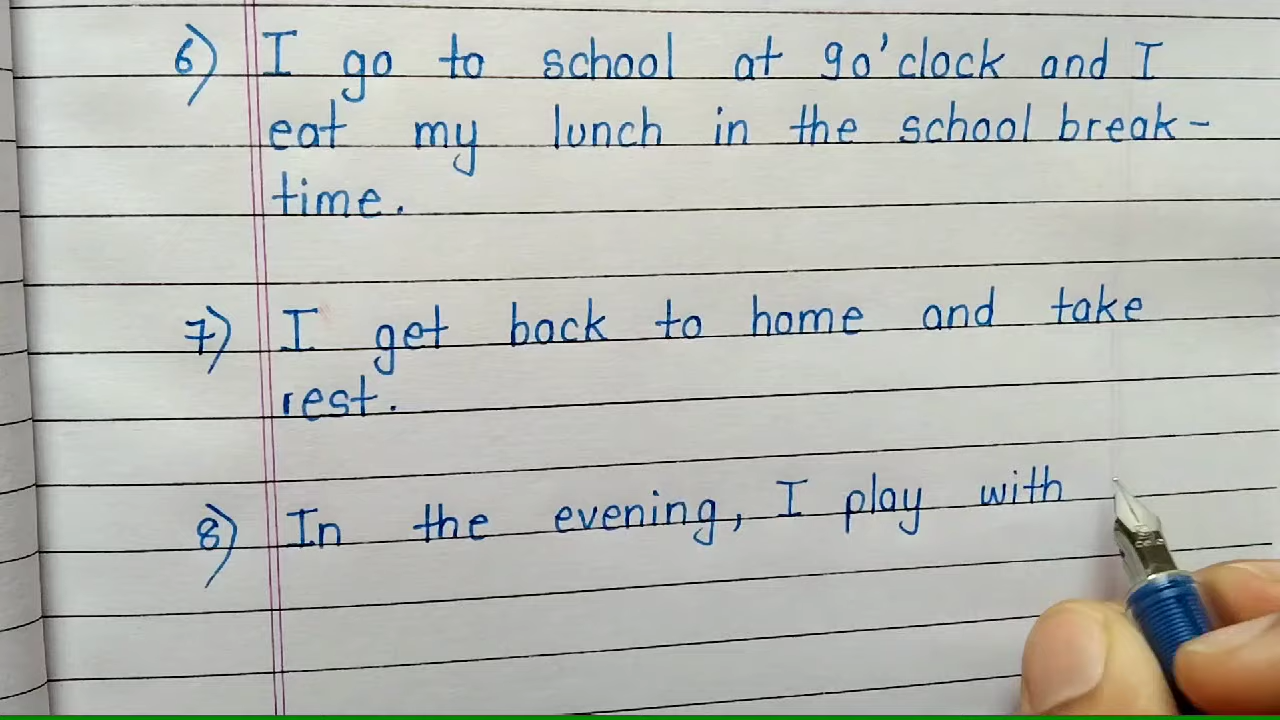 6) I go to school at 9o'clock and I
eat my lunch in the school break-
time.
7) I get back to home and take
rest.
8) In the evening, I play with